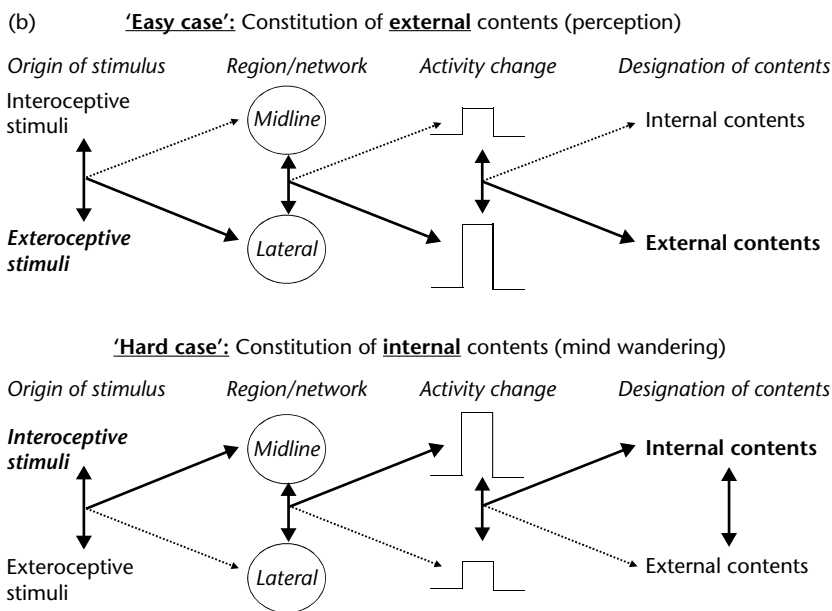 (b) 'Easy case': Constitution of external contents (perception)
Origin of stimulus Region/network Activity change Designation of contents
Interoceptive
stimuli
Midline
Internal contents
Exteroceptive
stimuli
Lateral
External contents
'Hard case': Constitution of internal contents (mind wandering)
Origin of stimulus Region/network Activity change Designation of contents
Interoceptive
stimuli
Midline
Internal contents
Exteroceptive
stimuli
Lateral
External contents